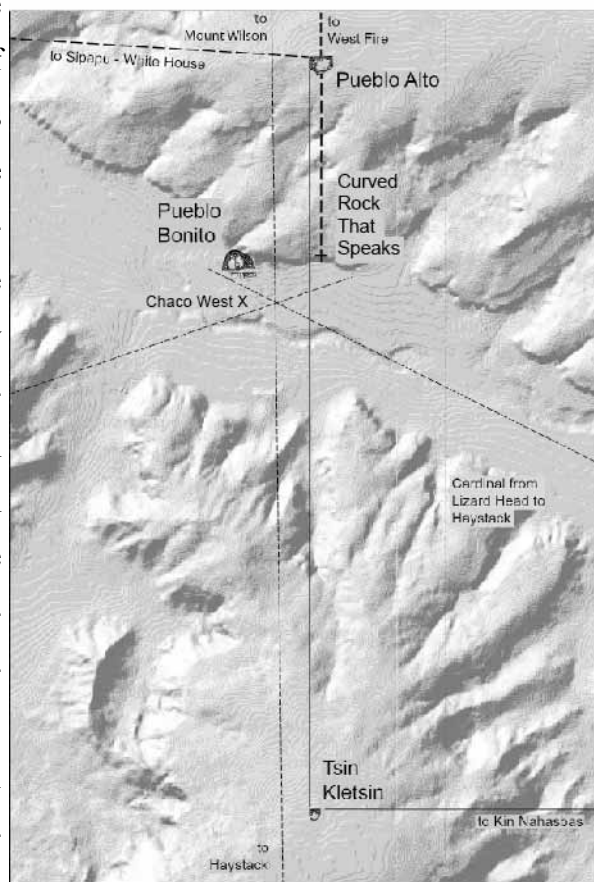 to
Mount Wilson
to
West Fire
to Sipapu - White House
Pueblo Alto
Curved
Rock
That
Speaks
Pueblo
Bonito
Chaco West X
Cardinal from
Lizard Head to
Haystack
Tsin
Kletsin
to Kin Nahasbas
to
Haystack